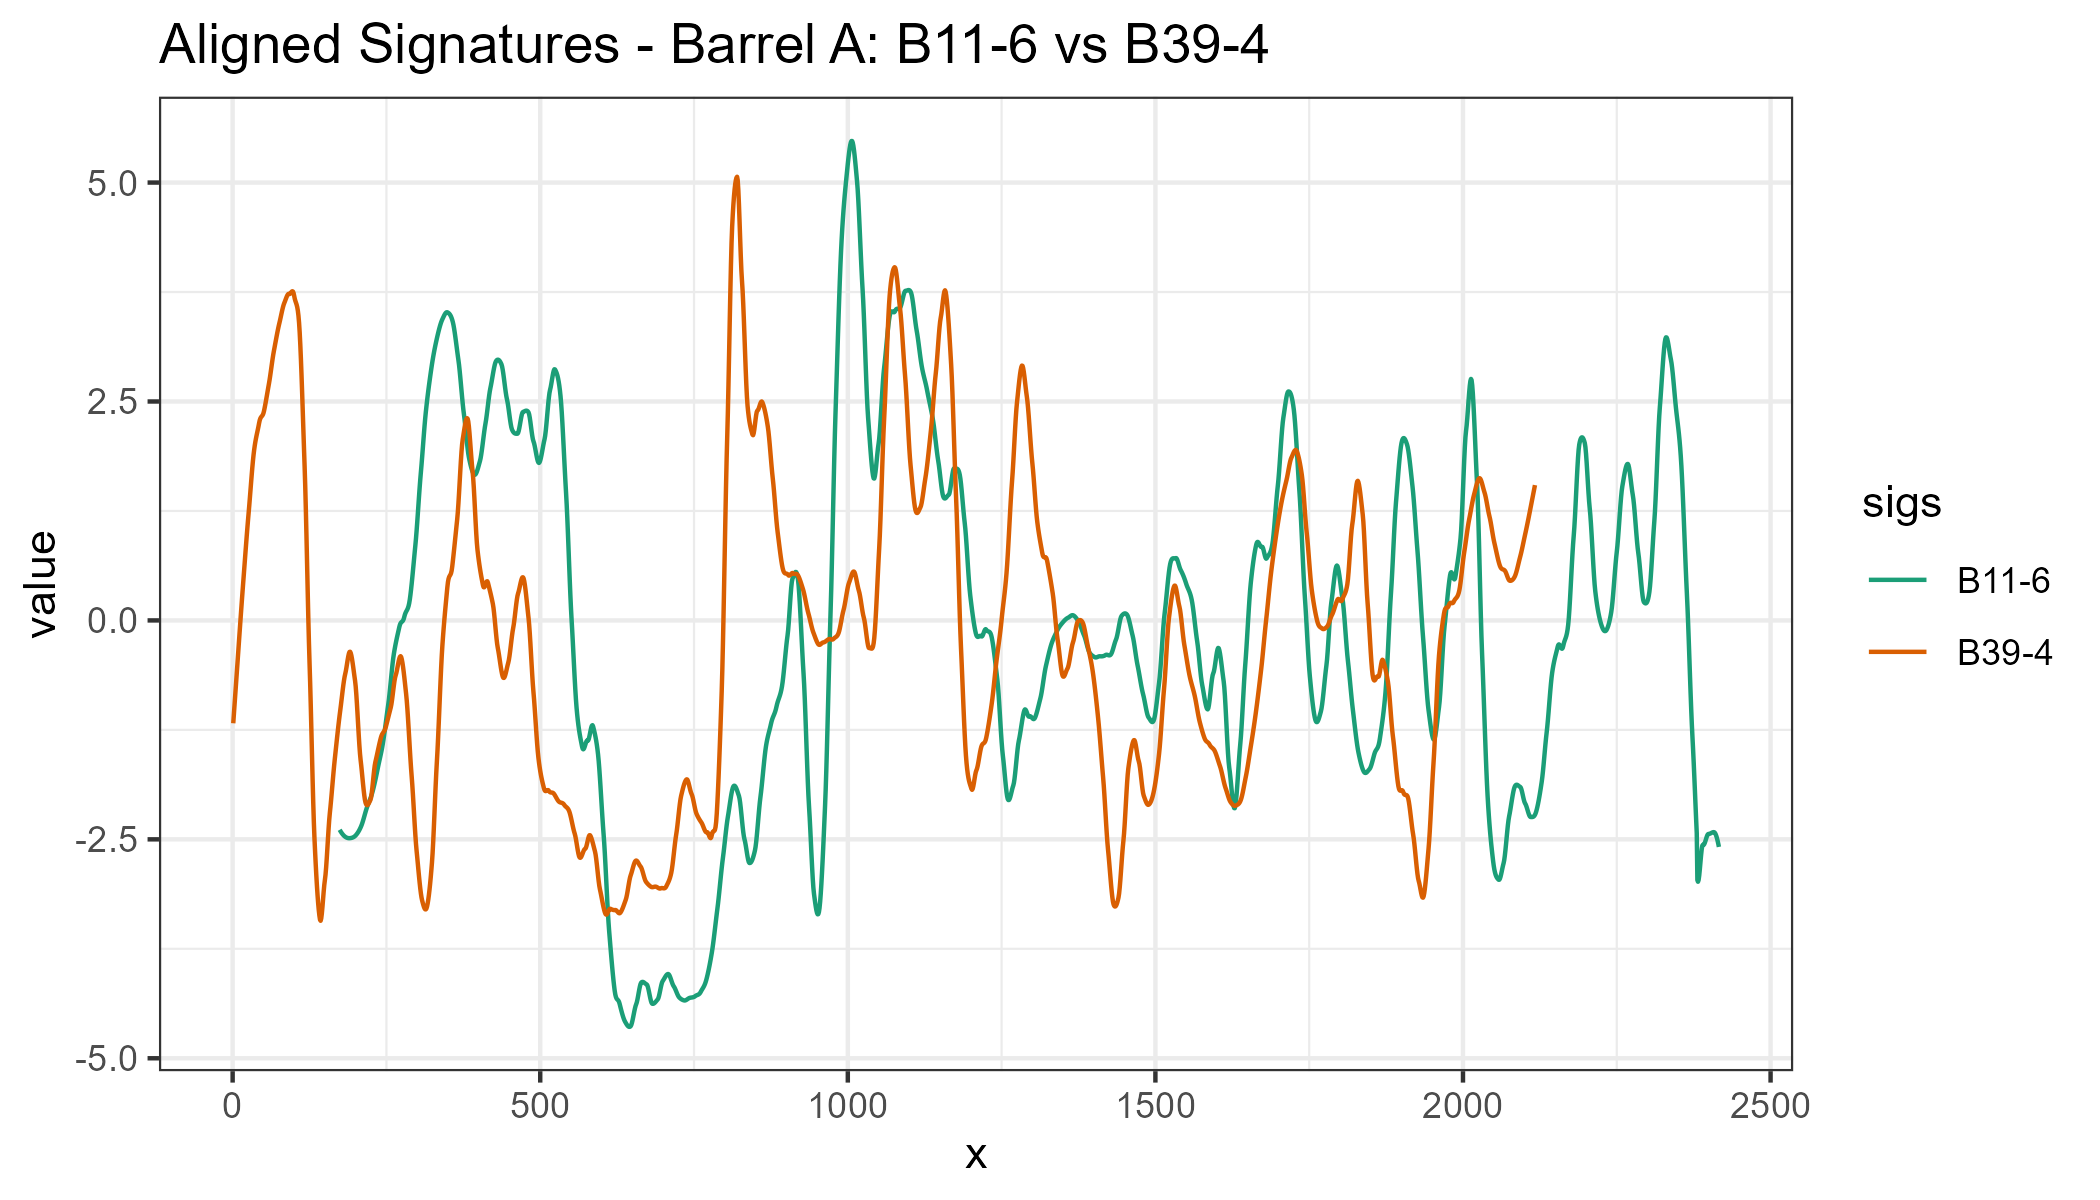 Aligned Signatures - Barrel A: B11-6 vs B39-4
value
5.0
2.5
0.0
-2.5
-5.0
0 500 1000 1500 2000 2500
x
sigs
B11-6
B39-4